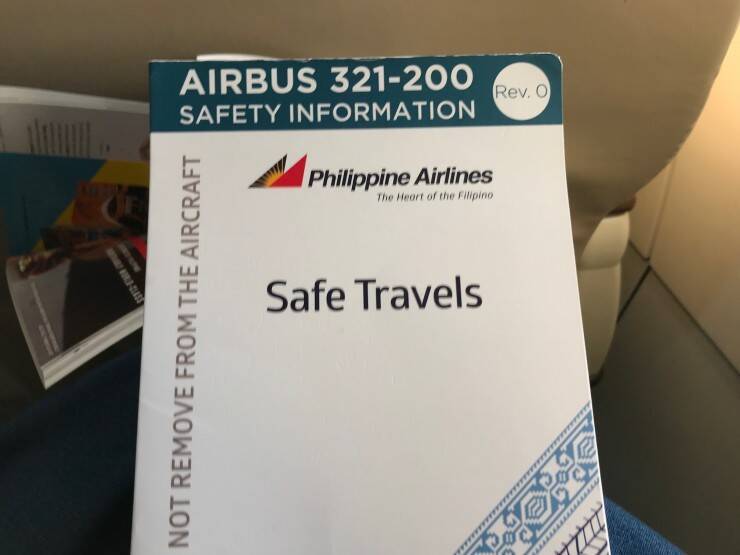 AIRBUS 321-200
SAFETY INFORMATION
Rev. 0
Philippine Airlines
The Heart of the Filipino
Safe Travels
NOT REMOVE FROM THE AIRCRAFT